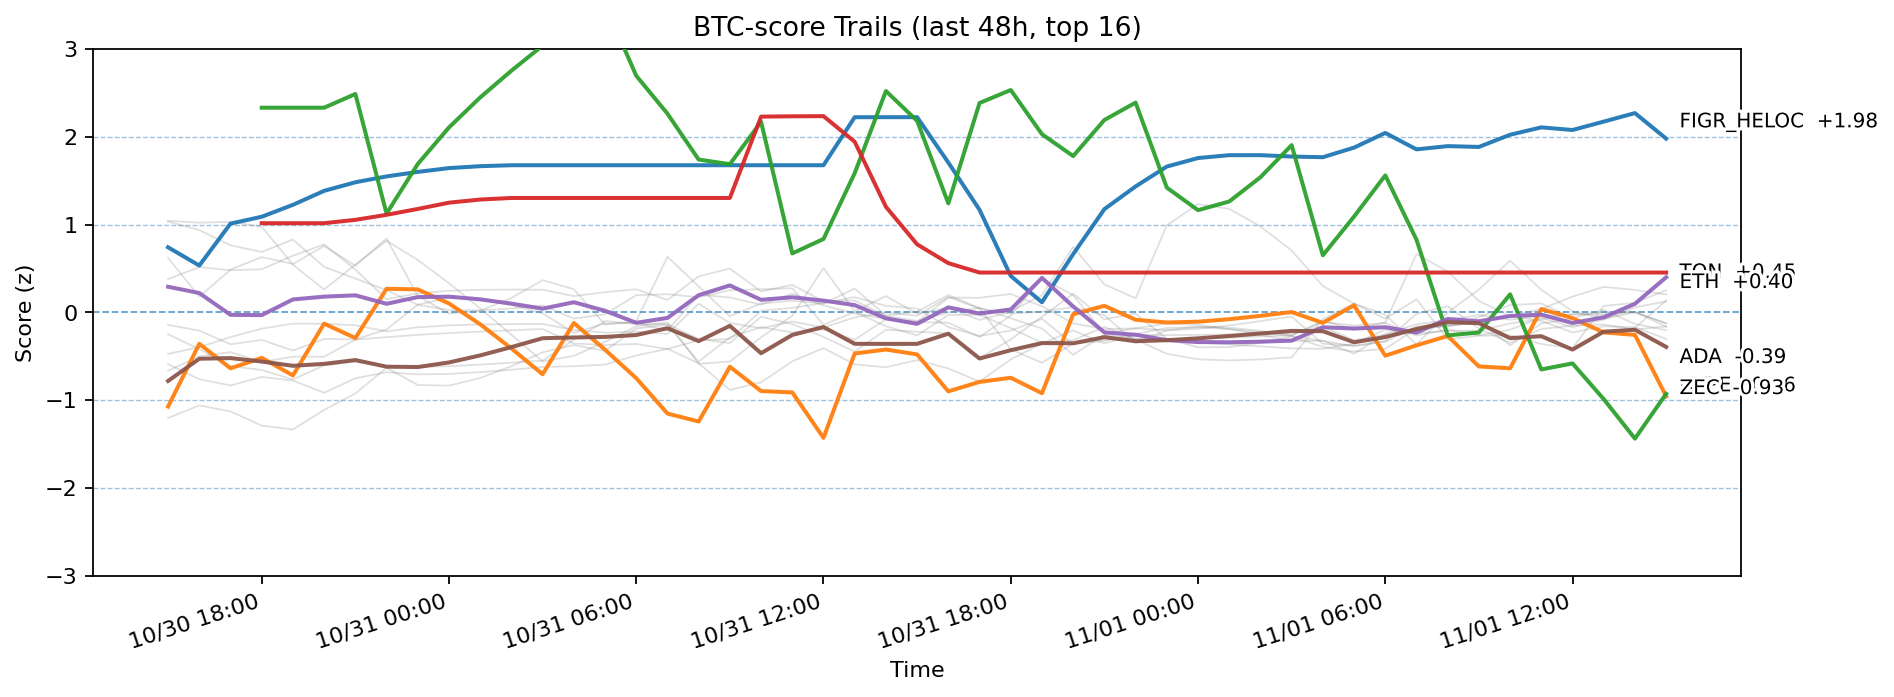 BTC-score Trails (last 48h, top 16)
Score (z)
3
2
1
0
−1
−2
−3
FIGR_HELOC +1.98
TON +0.45
ETH +0.40
ADA -0.39
ZEC -0.93
10/30 18:00
10/31 00:00
10/31 06:00
10/31 12:00
10/31 18:00
11/01 00:00
11/01 06:00
11/01 12:00
Time